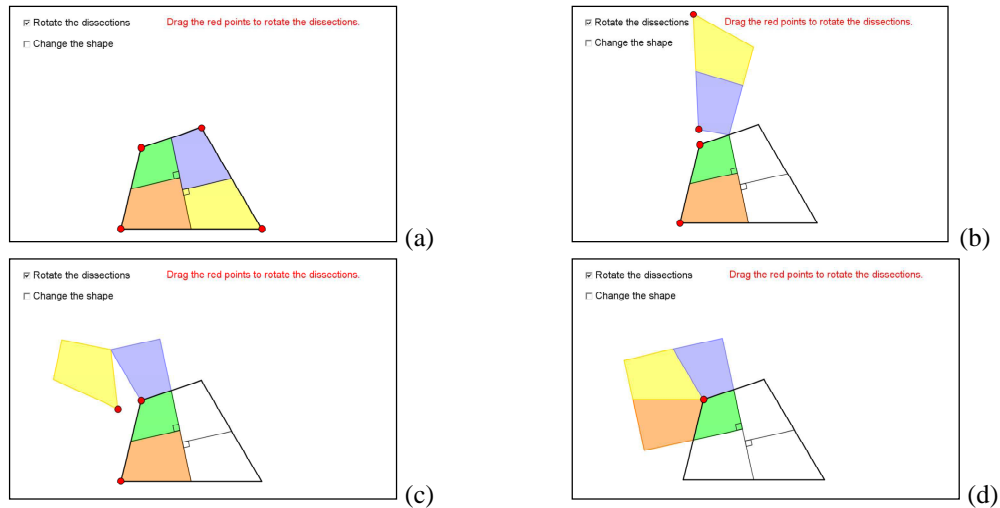 Rotate the dissections Drag the red points to rotate the dissections.
Change the shape
(a)
Rotate the dissections Drag the red points to rotate the dissections.
Change the shape
(b)
Rotate the dissections Drag the red points to rotate the dissections.
Change the shape
(c)
Rotate the dissections Drag the red points to rotate the dissections.
Change the shape
(d)